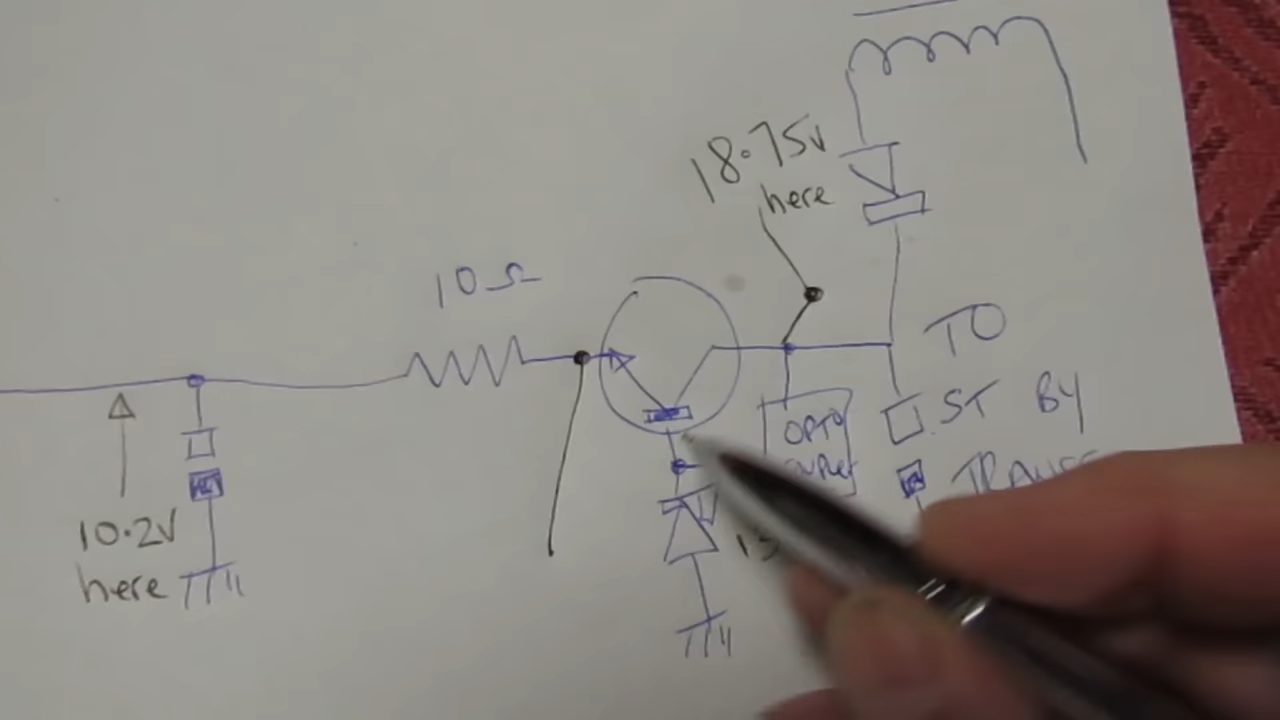 18.75v
here
10Ω
TO
ST BY
OPTO
10.2V
here